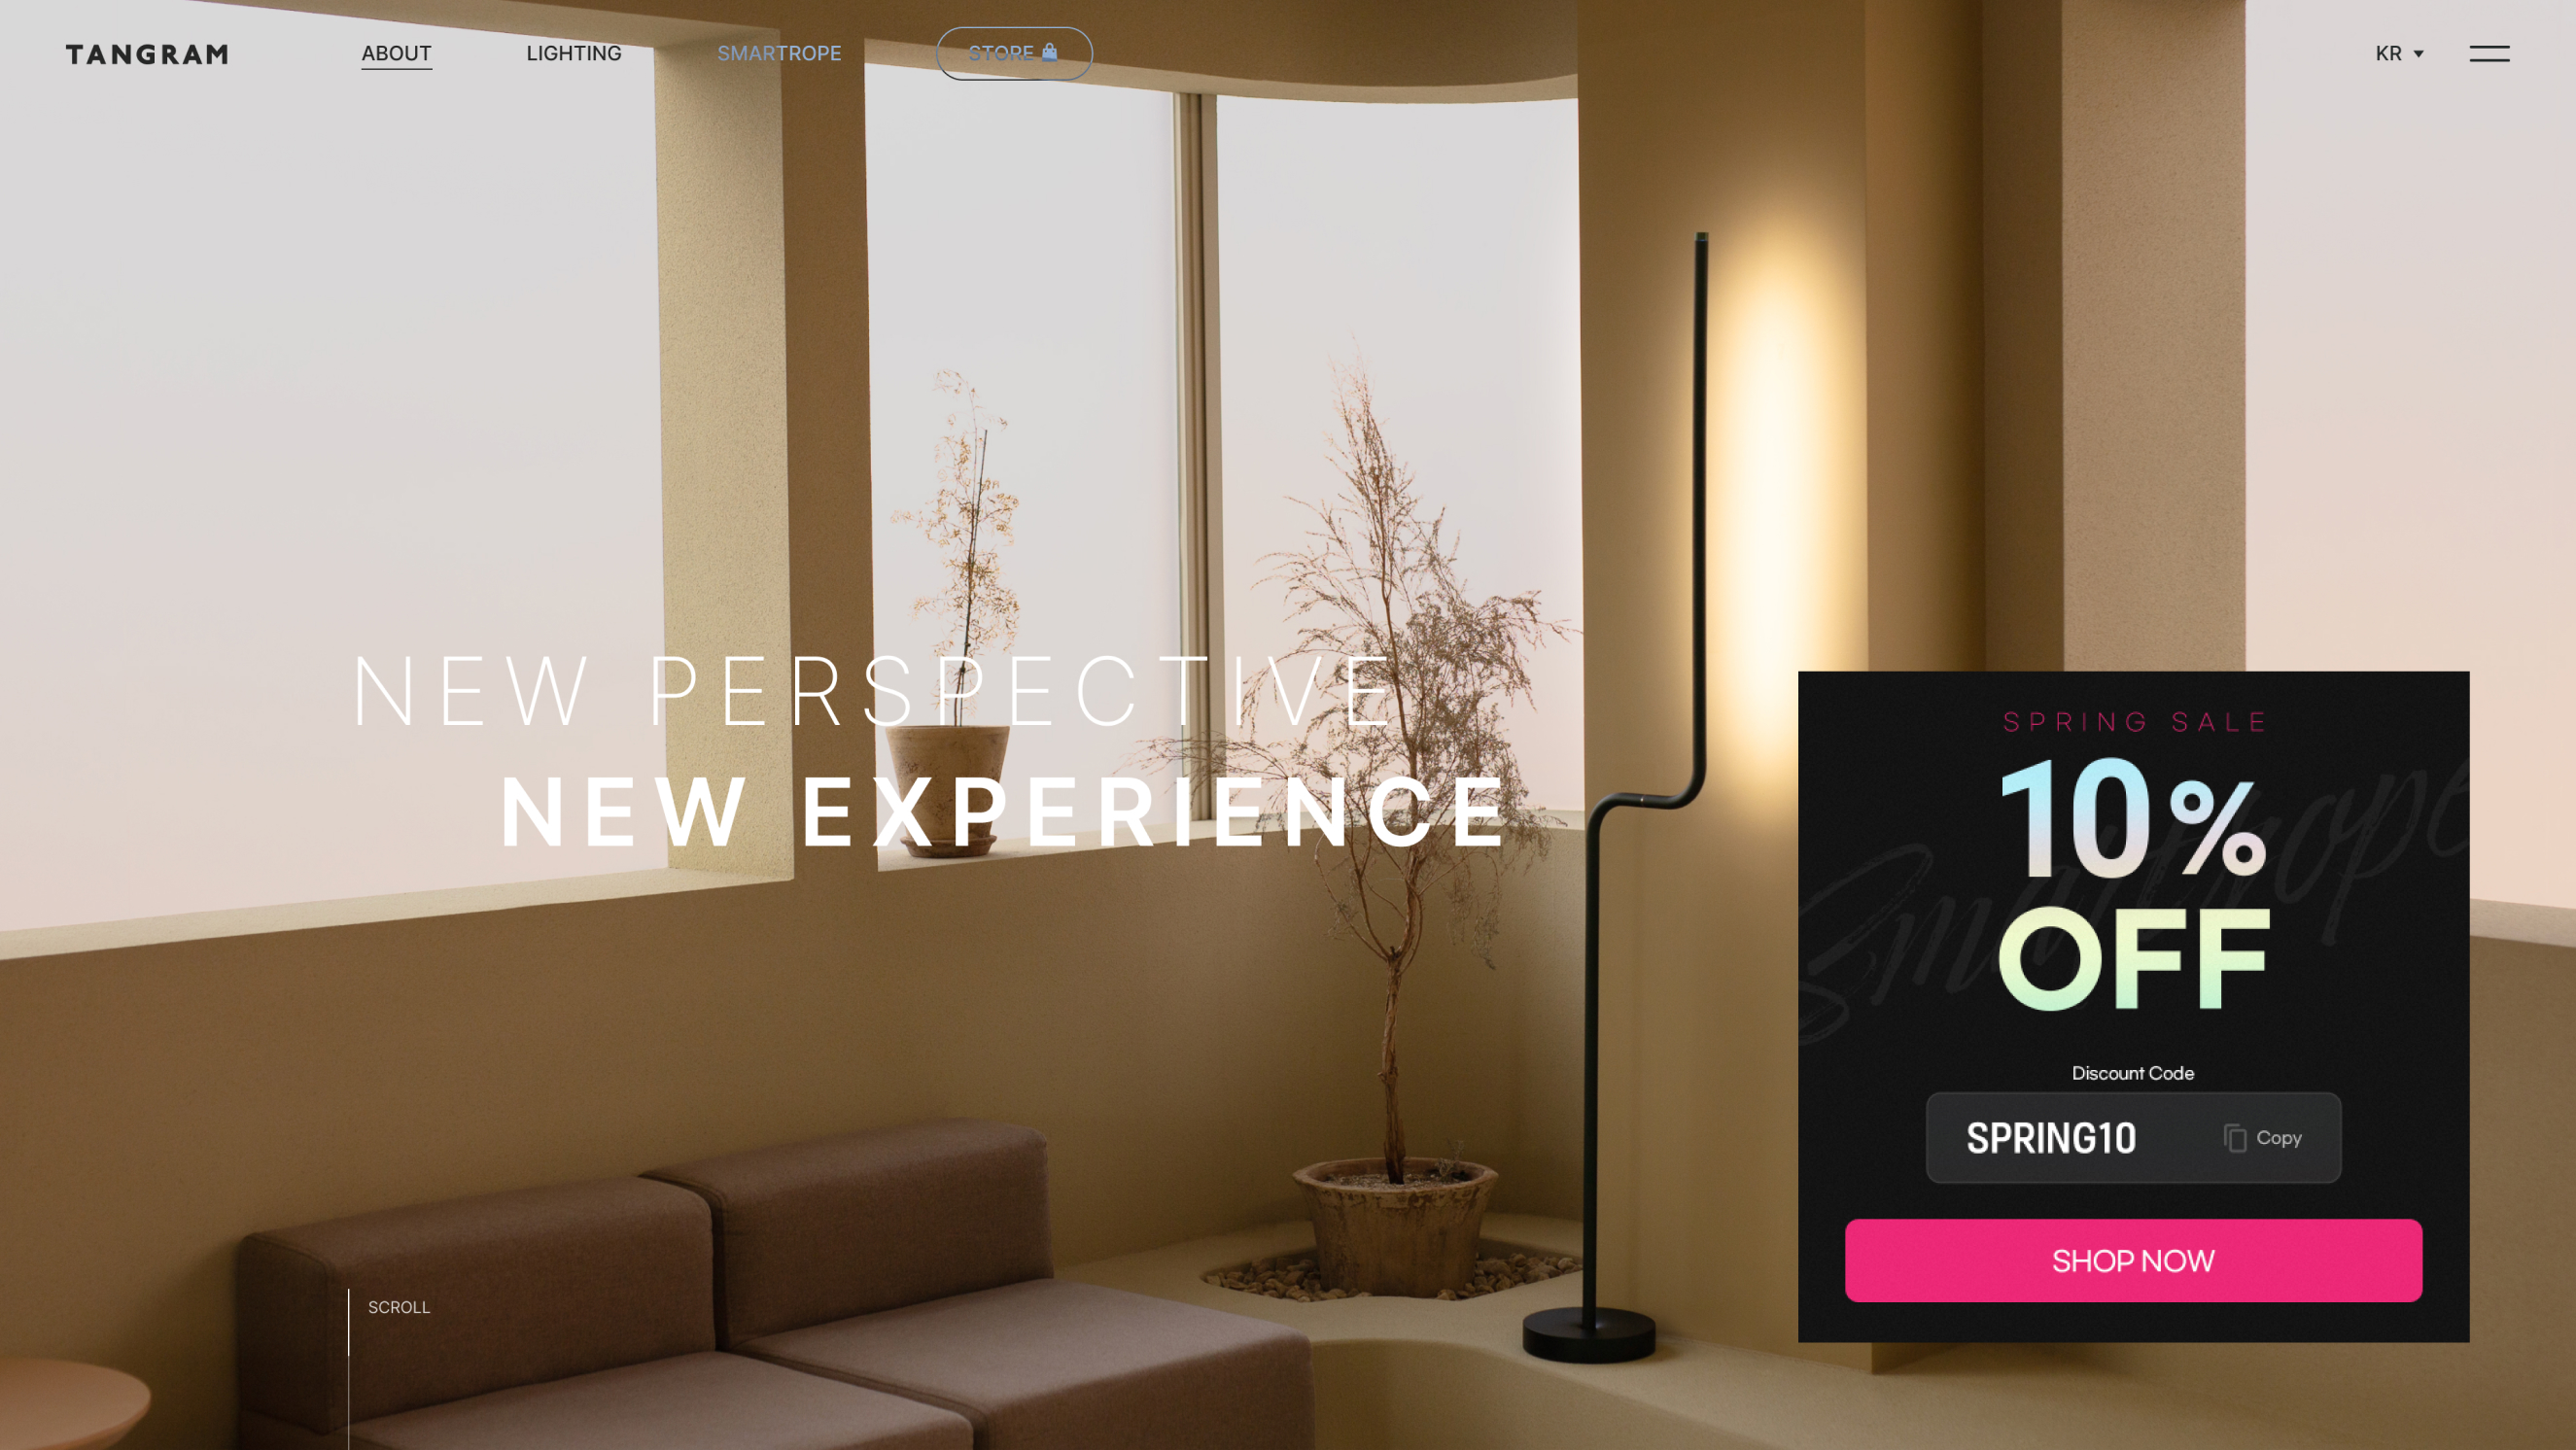 TANGRAM
ABOUT
LIGHTING
SMARTROPE
STORE
KR
NEW PERSPECTIVE
NEW EXPERIENCE
SCROLL
SPRING SALE
10%
OFF
Smartrope
Discount Code
SPRING10
Copy
SHOP NOW